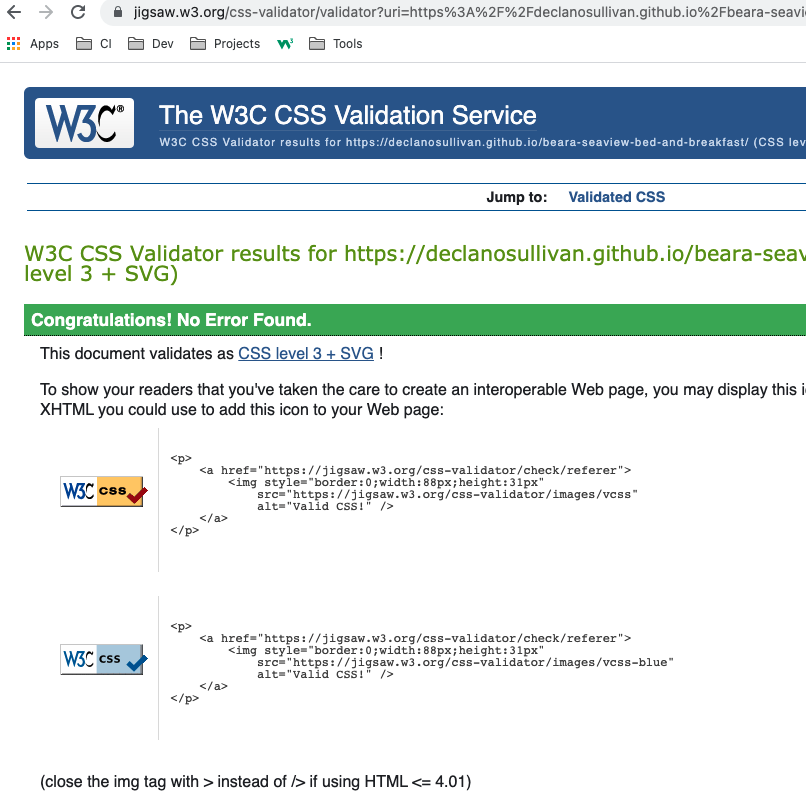 jigsaw.w3.org/css-validator/validator?uri=https%3A%2F%2Fdeclanosullivan.github.io%2Fbeara-seavi
Apps CI Dev Projects Tools
W3C® The W3C CSS Validation Service
W3C CSS Validator results for https://declanosullivan.github.io/beara-seaview-bed-and-breakfast/ (CSS lev
Jump to: Validated CSS
W3C CSS Validator results for https://declanosullivan.github.io/beara-seav
level 3 + SVG)
Congratulations! No Error Found.
This document validates as CSS level 3 + SVG !
To show your readers that you've taken the care to create an interoperable Web page, you may display this i
XHTML you could use to add this icon to your Web page:
<p>
<a href="https://jigsaw.w3.org/css-validator/check/referer">
<img style="border:0;width:88px;height:31px"
W3C css
src="https://jigsaw.w3.org/css-validator/images/vcss"
alt="Valid CSS!" />
</a>
</p>
<p>
<a href="https://jigsaw.w3.org/css-validator/check/referer">
<img style="border:0;width:88px;height:31px"
W3C css
src="https://jigsaw.w3.org/css-validator/images/vcss-blue"
alt="Valid CSS!" />
</a>
</p>
(close the img tag with > instead of /> if using HTML <= 4.01)